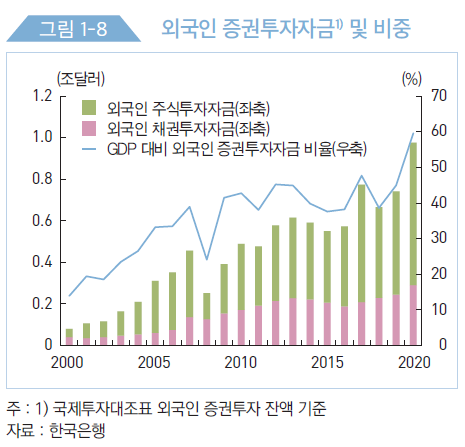 그림 1-8 외국인 증권투자자금1) 및 비중
(조달러) (%)
외국인 주식투자자금(좌축)
외국인 채권투자자금(좌축)
GDP 대비 외국인 증권투자자금 비율(우축)
1.2 70
1.0 60
0.8 50
0.6 40
0.4 30
0.2 20
0 10
0
2000 2005 2010 2015 2020
주 : 1) 국제투자대조표 외국인 증권투자 잔액 기준
자료 : 한국은행